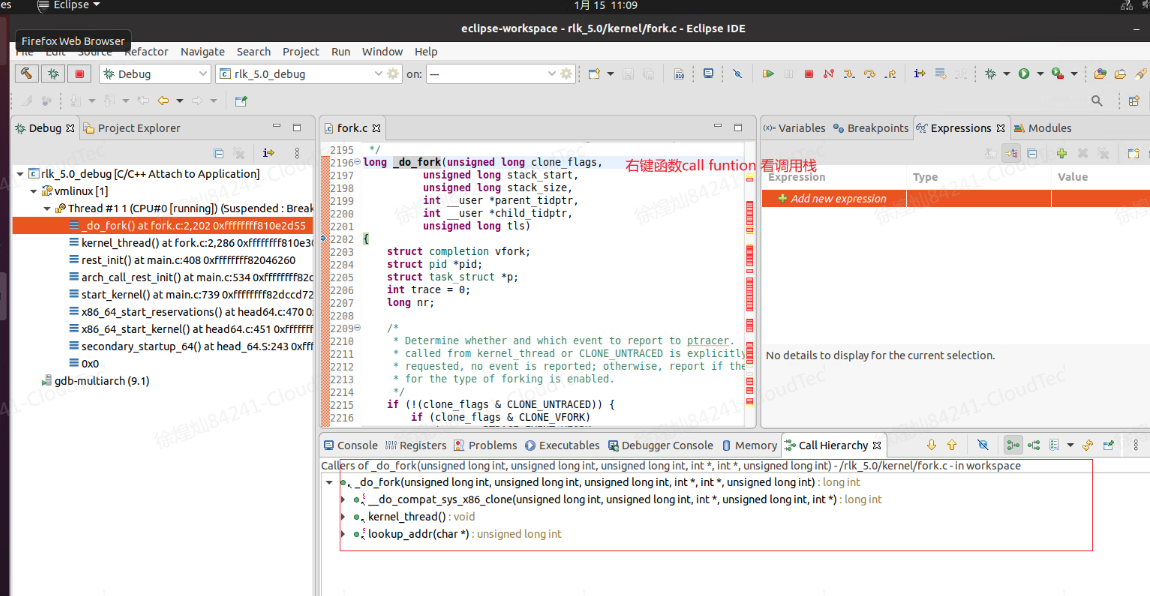 es
Eclipse
1月 15 11:09
eclipse-workspace - rlk_5.0/kernel/fork.c - Eclipse IDE
Firefox Web Browser
Refactor Navigate Search Project Run Window Help
Debug
rlk_5.0_debug
on:
---
Debug
Project Explorer
rlk_5.0_debug [C/C++ Attach to Application]
vmlinux [1]
Thread #1 1 (CPU#0 [running]) (Suspended : Break
_do_fork() at fork.c:2,202 0xffffffff810e2d55
kernel_thread() at fork.c:2,286 0xffffffff810e30
rest_init() at main.c:408 0xffffffff82046260
arch_call_rest_init() at main.c:534 0xffffffff82c
start_kernel() at main.c:739 0xffffffff82dccd72
x86_64_start_reservations() at head64.c:470 0
x86_64_start_kernel() at head64.c:451 0xffffff
secondary_startup_64() at head_64.S:243 0xffff
0x0
gdb-multiarch (9.1)
fork.c
2195 */
2196 long _do_fork(unsigned long clone_flags,
2197 unsigned long stack_start,
2198 unsigned long stack_size,
2199 int __user *parent_tidptr,
2200 int __user *child_tidptr,
2201 unsigned long tls)
2202 {
2203 struct completion vfork;
2204 struct pid *pid;
2205 struct task_struct *p;
2206 int trace = 0;
2207 long nr;
2208
2209 /*
2210 * Determine whether and which event to report to ptracer.
2211 * called from kernel_thread or CLONE_UNTRACED is explicitly
2212 * requested, no event is reported; otherwise, report if the
2213 * for the type of forking is enabled.
2214 */
2215 if (!(clone_flags & CLONE_UNTRACED)) {
2216 if (clone_flags & CLONE_VFORK)
右键函数call funtion 看调用栈
Variables
Breakpoints
Expressions
Modules
Expression Type Value
Add new expression
No details to display for the current selection.
Console
Registers
Problems
Executables
Debugger Console
Memory
Call Hierarchy
Callers of _do_fork(unsigned long int, unsigned long int, unsigned long int, int *, int *, unsigned long int) - /rlk_5.0/kernel/fork.c - in workspace
_do_fork(unsigned long int, unsigned long int, unsigned long int, int *, int *, unsigned long int) : long int
__do_compat_sys_x86_clone(unsigned long int, unsigned long int, int *, unsigned long int, int *) : long int
kernel_thread() : void
lookup_addr(char *) : unsigned long int